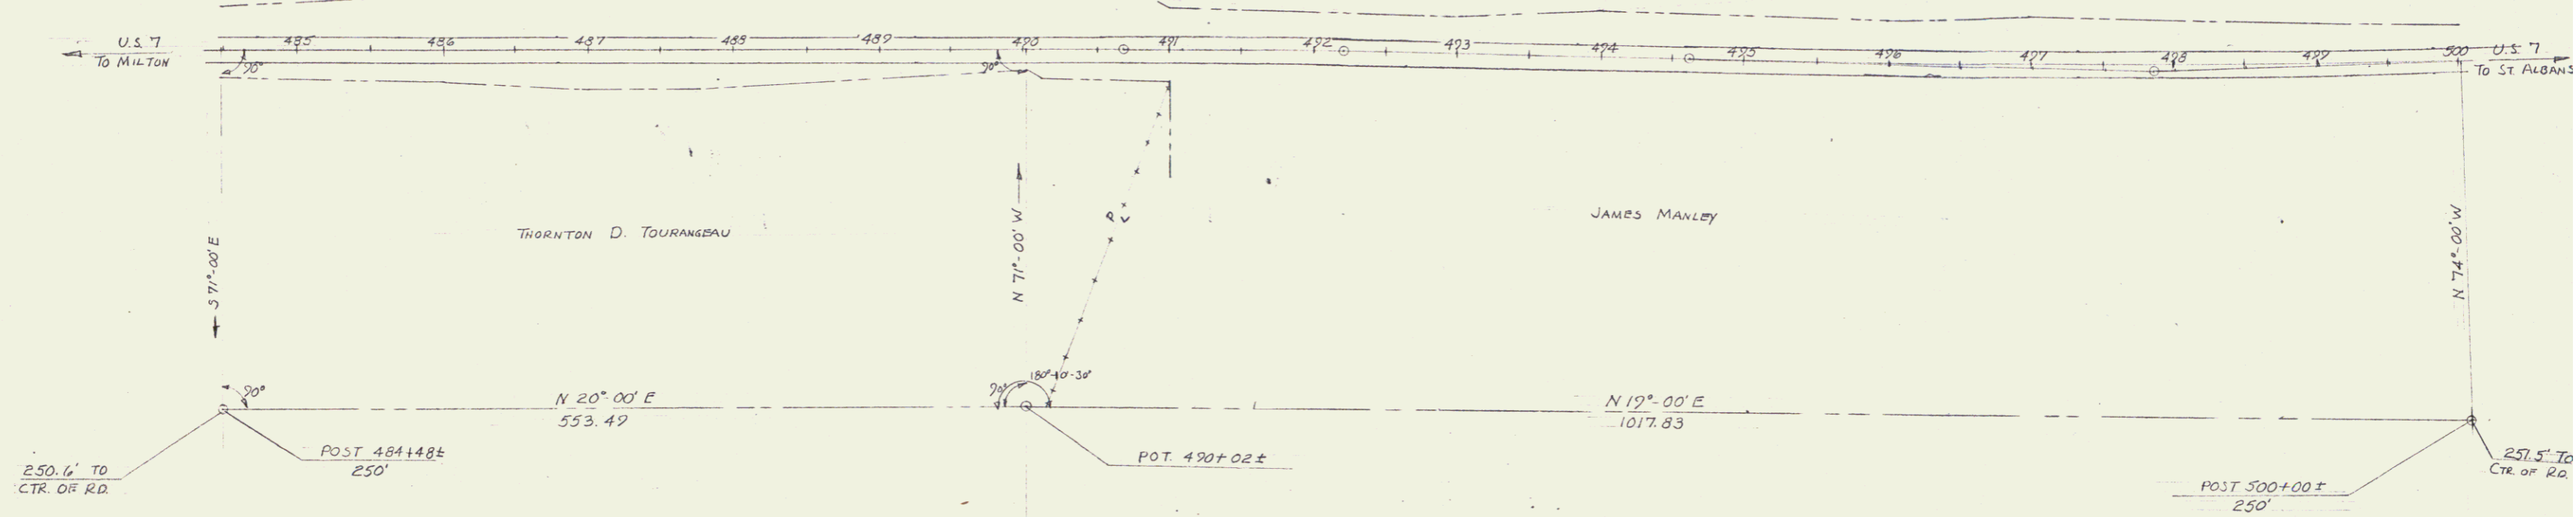 U.S. 7
TO MILTON
485 486 487 488 489 490 491 492 493 494 495 496 497 498 499 500
U.S. 7
TO ST. ALBANS
90°
90°
THORNTON D. TOURANGEAU
JAMES MANLEY
S 71°-00' E
N 71°-00' W
P
L
N 74°-00' W
90°
N 20°-00' E
553.49
90°
N 19°-00' E
1017.83
250.6' TO
CTR. OF RD.
POST 484+48±
250'
POT. 490+02±
POST 500+00±
250'
251.5' TO
CTR. OF RD.